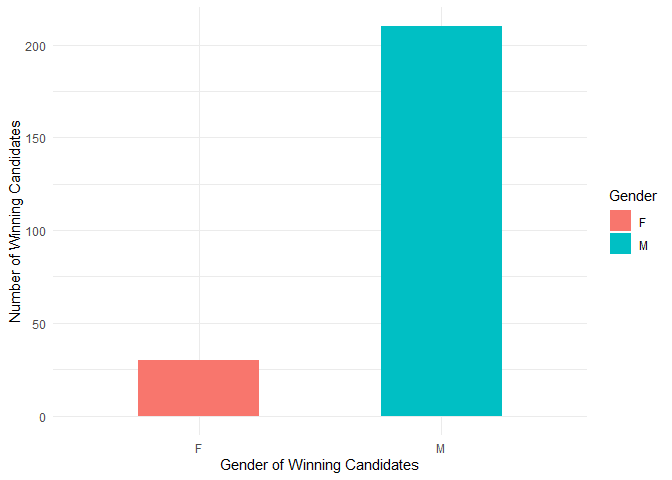 Number of Winning Candidates
200
150
100
50
0
F
M
Gender of Winning Candidates
Gender
F
M